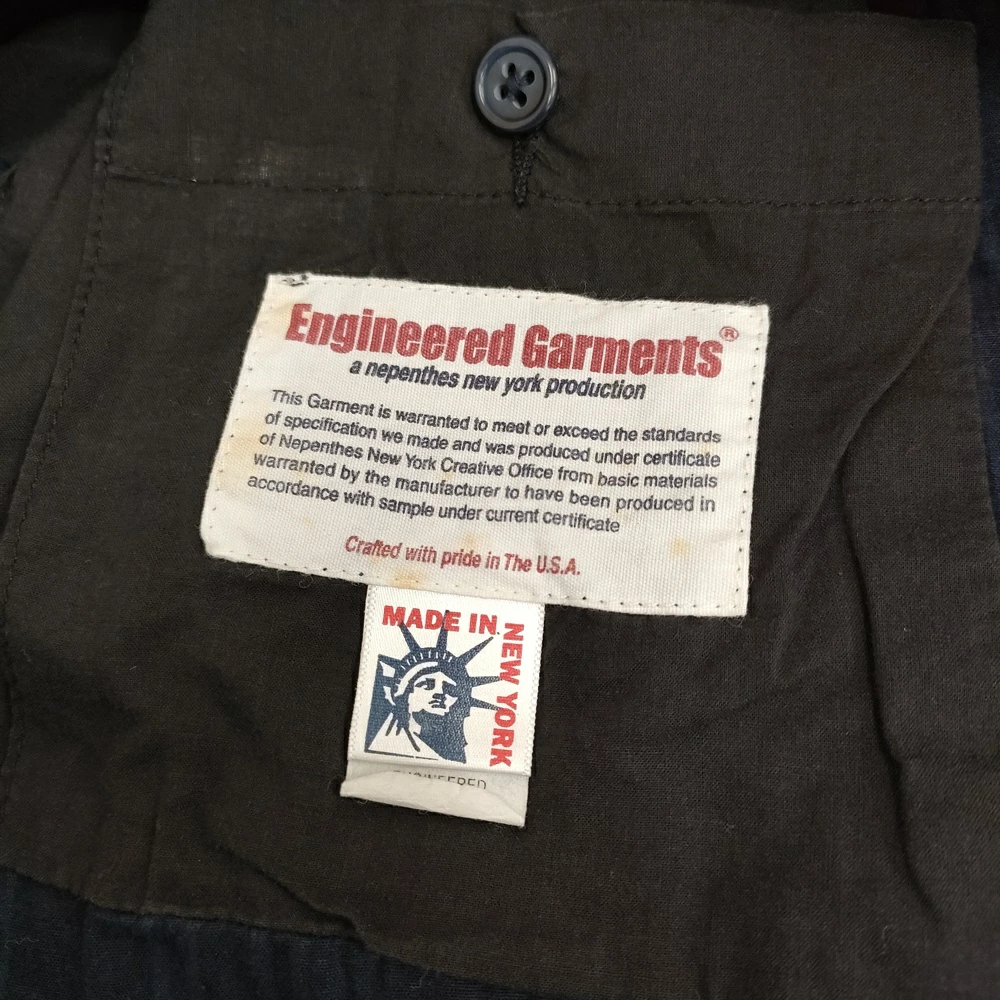 Engineered Garments®
a nepenthes new york production
This Garment is warranted to meet or exceed the standards
of specification we made and was produced under certificate
of Nepenthes New York Creative Office from basic materials
warranted by the manufacturer to have been produced in
accordance with sample under current certificate
Crafted with pride in The U.S.A.
MADE IN
NEW YORK
ENGINEERED